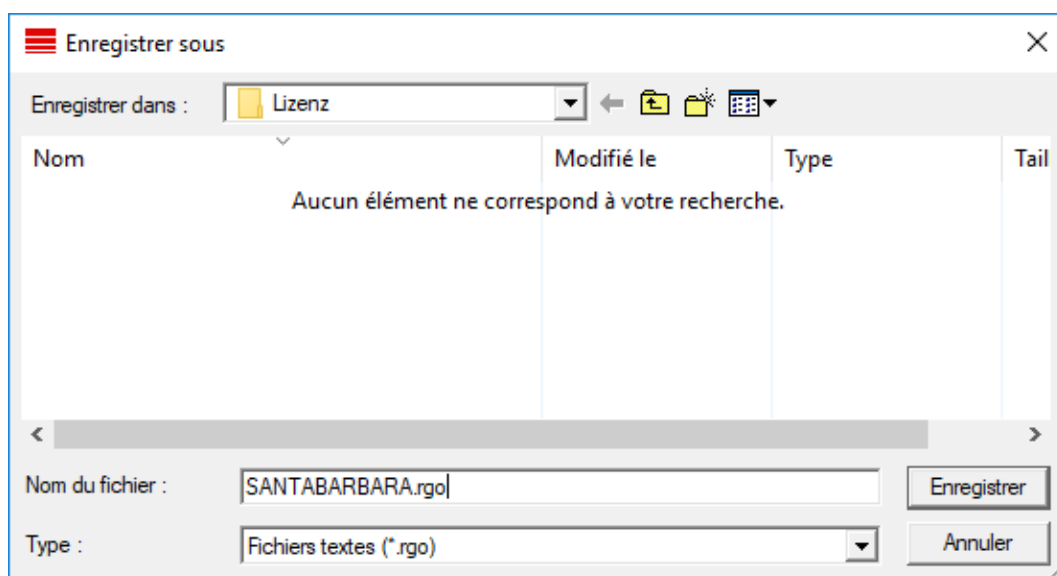 Enregistrer sous
Enregistrer dans : Lizenz
Nom Modifié le Type Tail
Aucun élément ne correspond à votre recherche.
Nom du fichier : SANTABARBARA.rgo Enregistrer
Type : Fichiers textes (*.rgo) Annuler